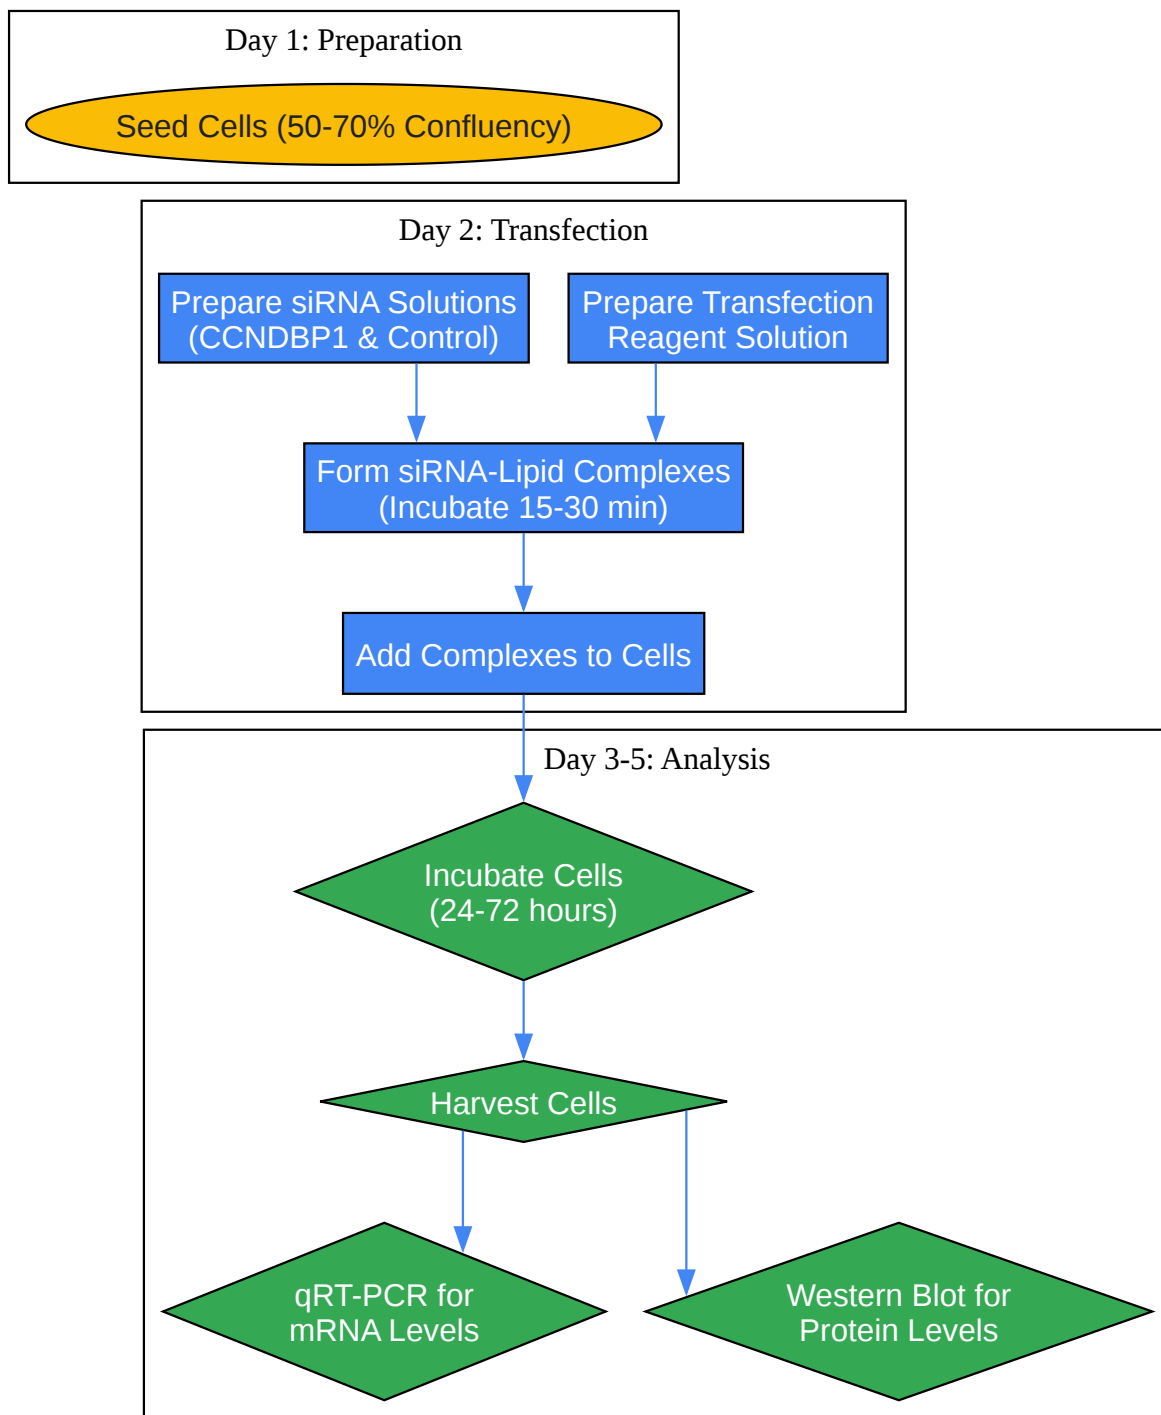 Day 1: Preparation
Seed Cells (50-70% Confluency)
Day 2: Transfection
Prepare siRNA Solutions
(CCNDBP1 & Control)
Prepare Transfection
Reagent Solution
Form siRNA-Lipid Complexes
(Incubate 15-30 min)
Add Complexes to Cells
Day 3-5: Analysis
Incubate Cells
(24-72 hours)
Harvest Cells
qRT-PCR for
mRNA Levels
Western Blot for
Protein Levels